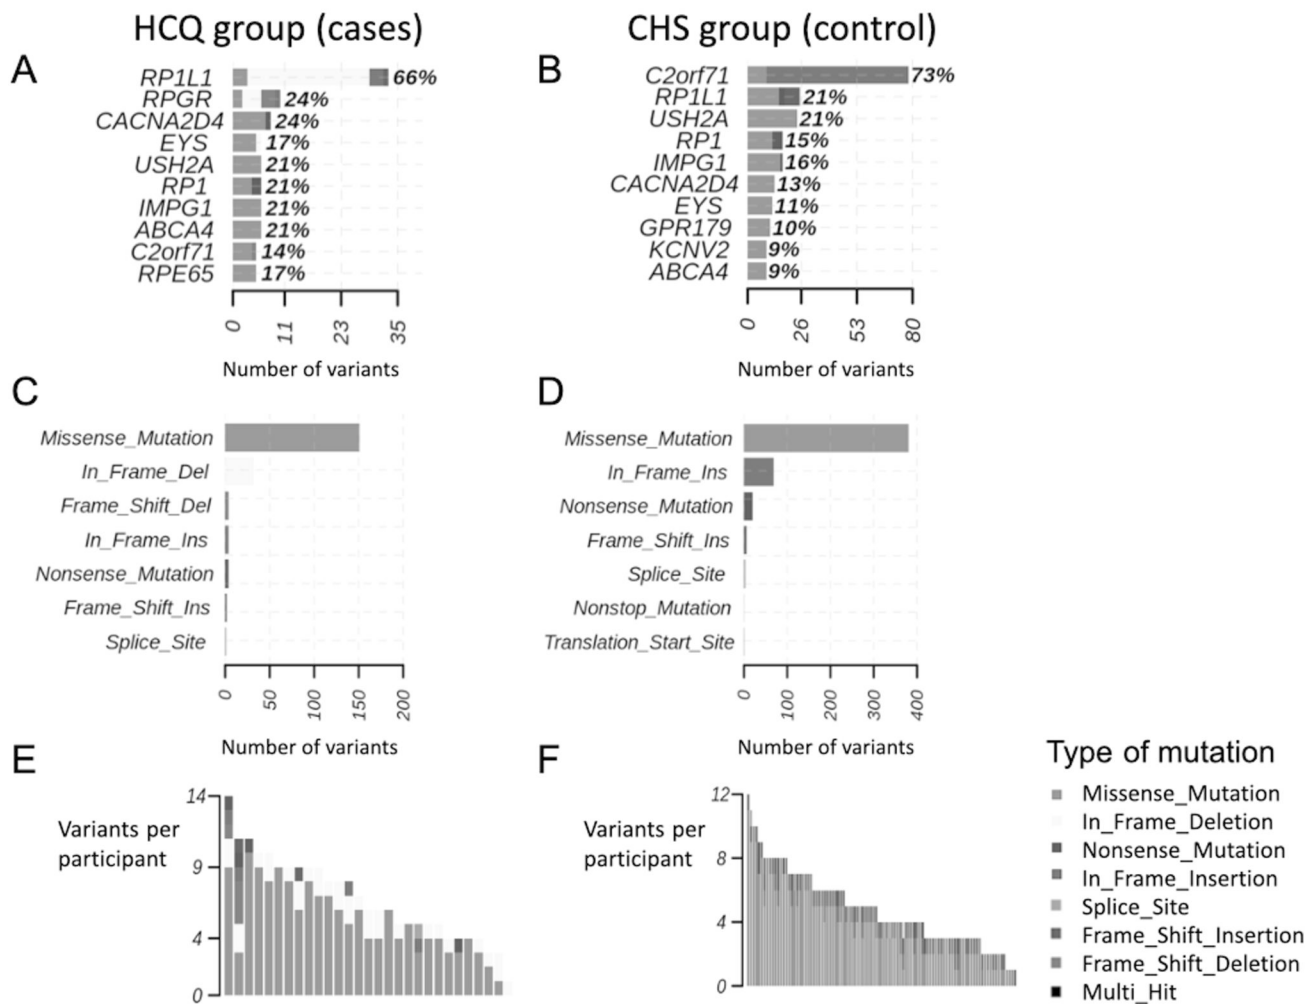 HCQ group (cases)
CHS group (control)
A
RP1L1 66%
RPGR 24%
CACNA2D4 24%
EYS 17%
USH2A 21%
RP1 21%
IMPG1 21%
ABCA4 21%
C2orf71 14%
RPE65 17%
0 11 23 35
Number of variants
B
C2orf71 73%
RP1L1 21%
USH2A 21%
RP1 15%
IMPG1 16%
CACNA2D4 13%
EYS 11%
GPR179 10%
KCNV2 9%
ABCA4 9%
0 26 53 80
Number of variants
C
Missense_Mutation
In_Frame_Del
Frame_Shift_Del
In_Frame_Ins
Nonsense_Mutation
Frame_Shift_Ins
Splice_Site
0 50 100 150 200
Number of variants
D
Missense_Mutation
In_Frame_Ins
Nonsense_Mutation
Frame_Shift_Ins
Splice_Site
Nonstop_Mutation
Translation_Start_Site
0 100 200 300 400
Number of variants
E
Variants per
participant
14
9
4
0
F
Variants per
participant
12
8
4
0
Type of mutation
Missense_Mutation
In_Frame_Deletion
Nonsense_Mutation
In_Frame_Insertion
Splice_Site
Frame_Shift_Insertion
Frame_Shift_Deletion
Multi_Hit